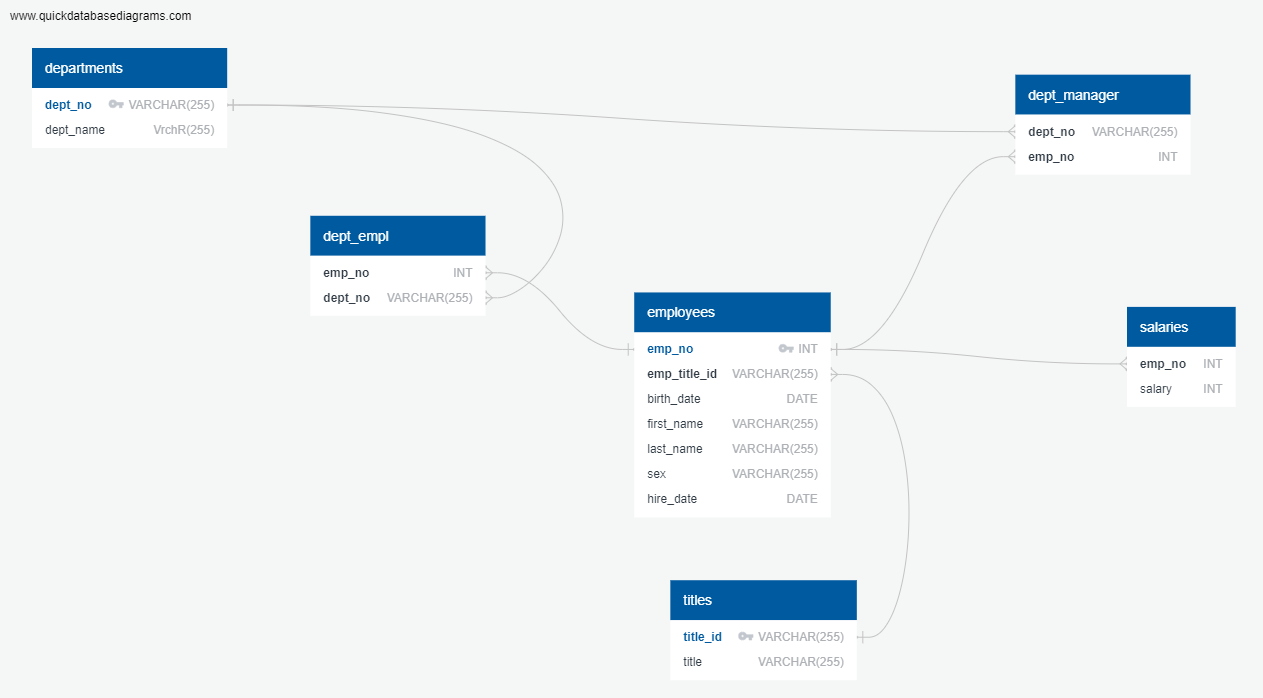 www.quickdatabasediagrams.com
departments
dept_no VARCHAR(255)
dept_name VrchR(255)
dept_manager
dept_no VARCHAR(255)
emp_no INT
dept_empl
emp_no INT
dept_no VARCHAR(255)
employees
emp_no INT
emp_title_id VARCHAR(255)
birth_date DATE
first_name VARCHAR(255)
last_name VARCHAR(255)
sex VARCHAR(255)
hire_date DATE
salaries
emp_no INT
salary INT
titles
title_id VARCHAR(255)
title VARCHAR(255)